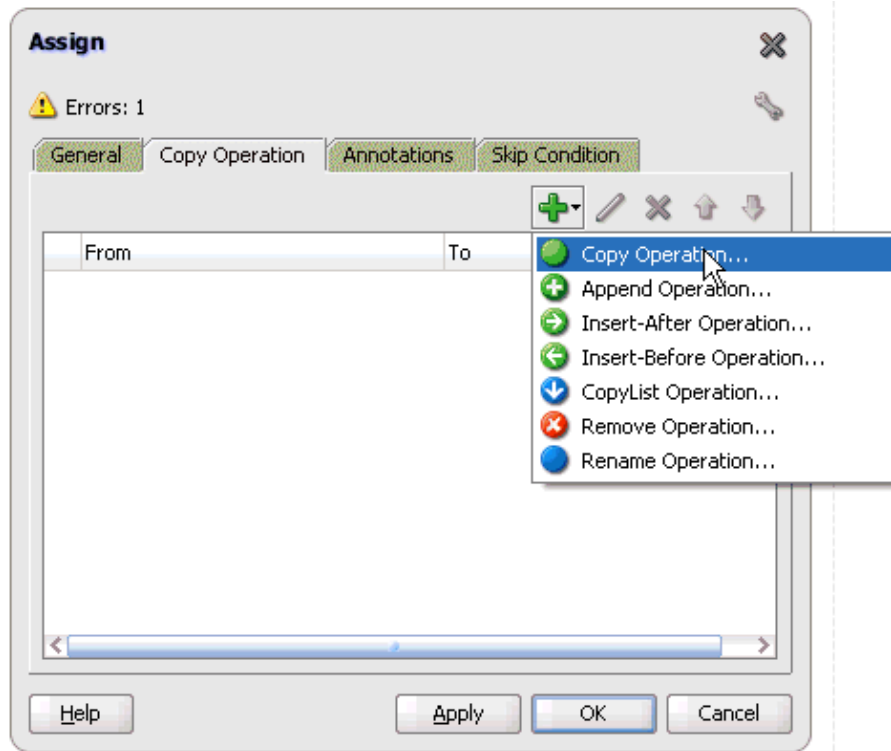 Assign
Errors: 1
General Copy Operation Annotations Skip Condition
From To
Copy Operation...
Append Operation...
Insert-After Operation...
Insert-Before Operation...
CopyList Operation...
Remove Operation...
Rename Operation...
Help Apply OK Cancel